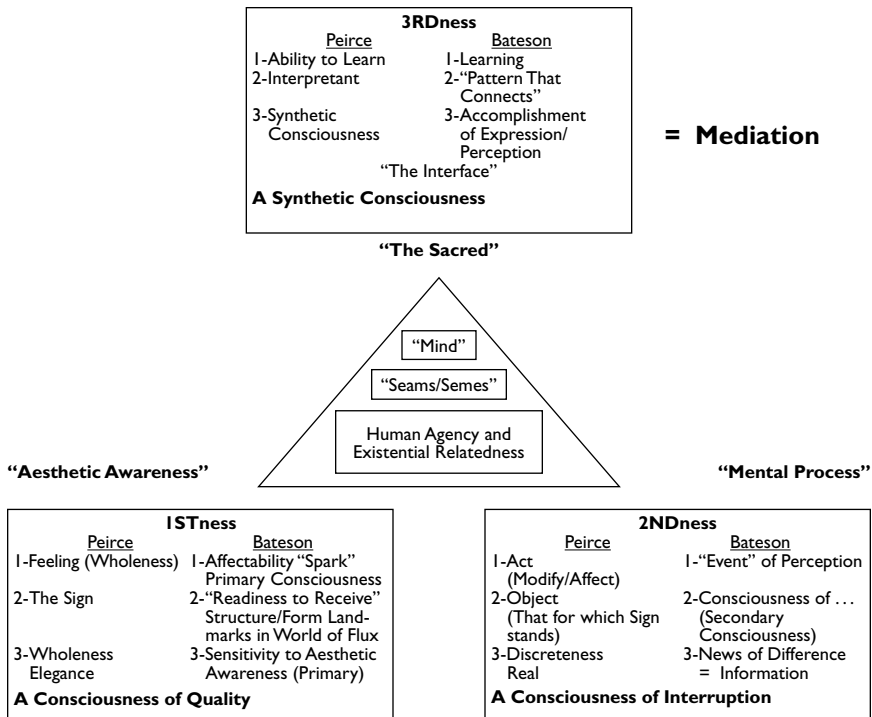 3RDness
Peirce Bateson
1-Ability to Learn 1-Learning
2-Interpretant 2-“Pattern That
Connects”
3-Synthetic 3-Accomplishment
Consciousness of Expression/
Perception
“The Interface”
A Synthetic Consciousness
= Mediation
“The Sacred”
“Mind”
“Seams/Semes”
Human Agency and
Existential Relatedness
“Aesthetic Awareness”
“Mental Process”
1STness
Peirce Bateson
1-Feeling (Wholeness) 1-Affectability “Spark”
Primary Consciousness
2-The Sign 2-“Readiness to Receive”
Structure/Form Land-
marks in World of Flux
3-Wholeness 3-Sensitivity to Aesthetic
Elegance Awareness (Primary)
A Consciousness of Quality
2NDness
Peirce Bateson
1-Act 1-“Event” of Perception
(Modify/Affect)
2-Object 2-Consciousness of …
(That for which Sign (Secondary
stands) Consciousness)
3-Discreteness 3-News of Difference
Real = Information
A Consciousness of Interruption